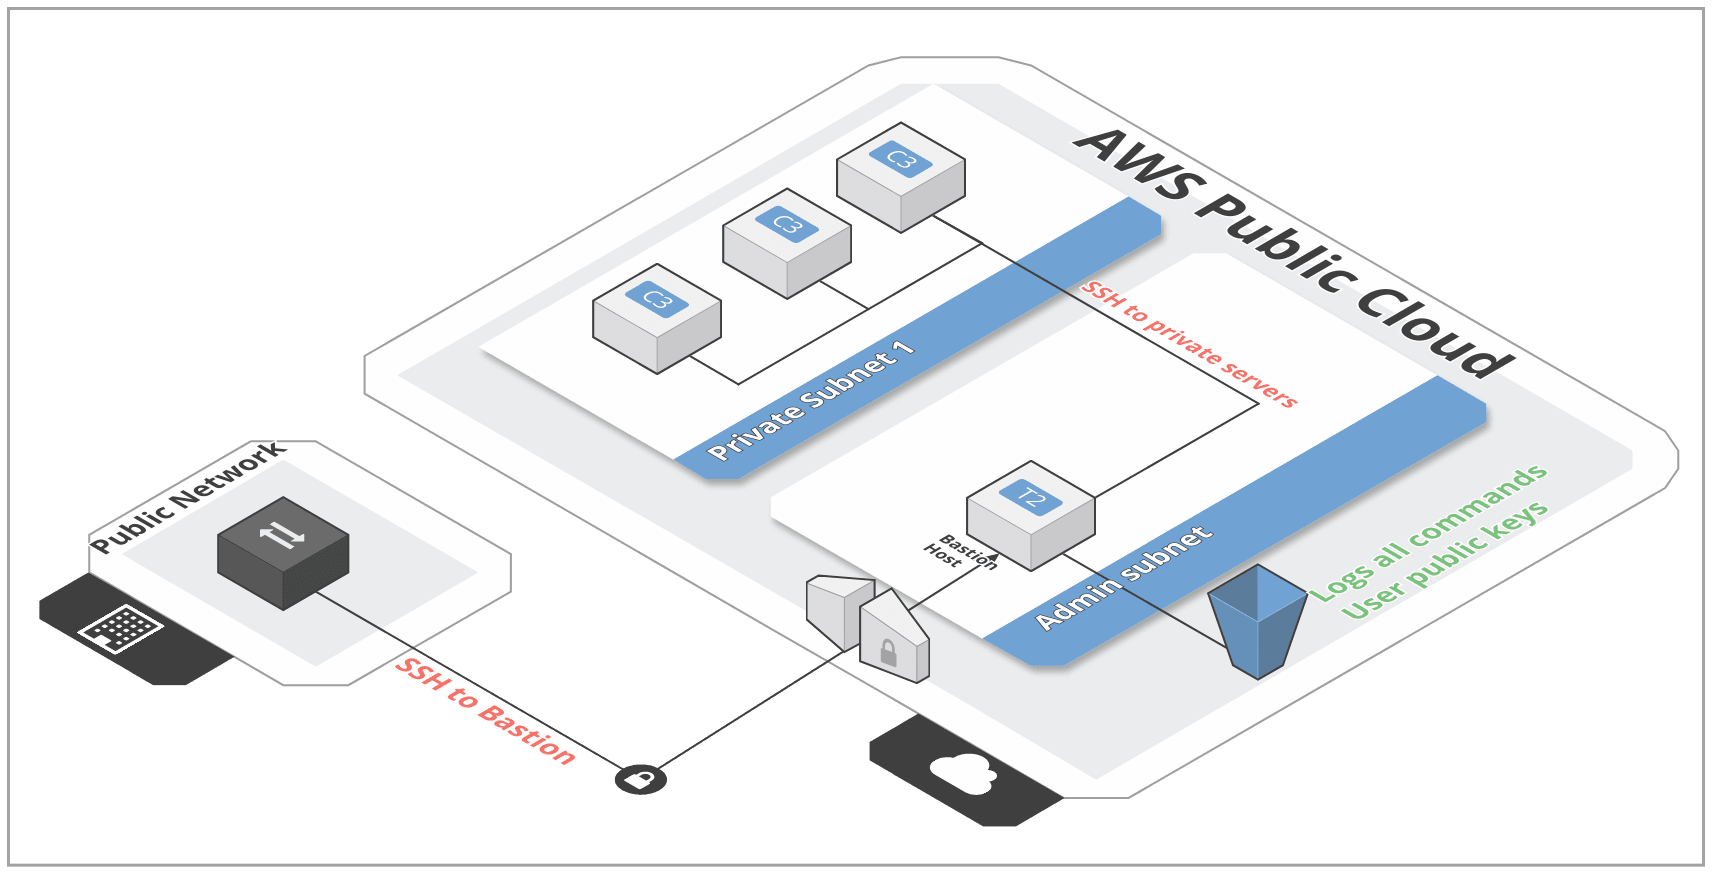 AWS Public Cloud
C3
C3
C3
Private Subnet 1
SSH to private servers
T2
Bastion
Host
Admin subnet
Logs all commands
User public keys
Public Network
SSH to Bastion